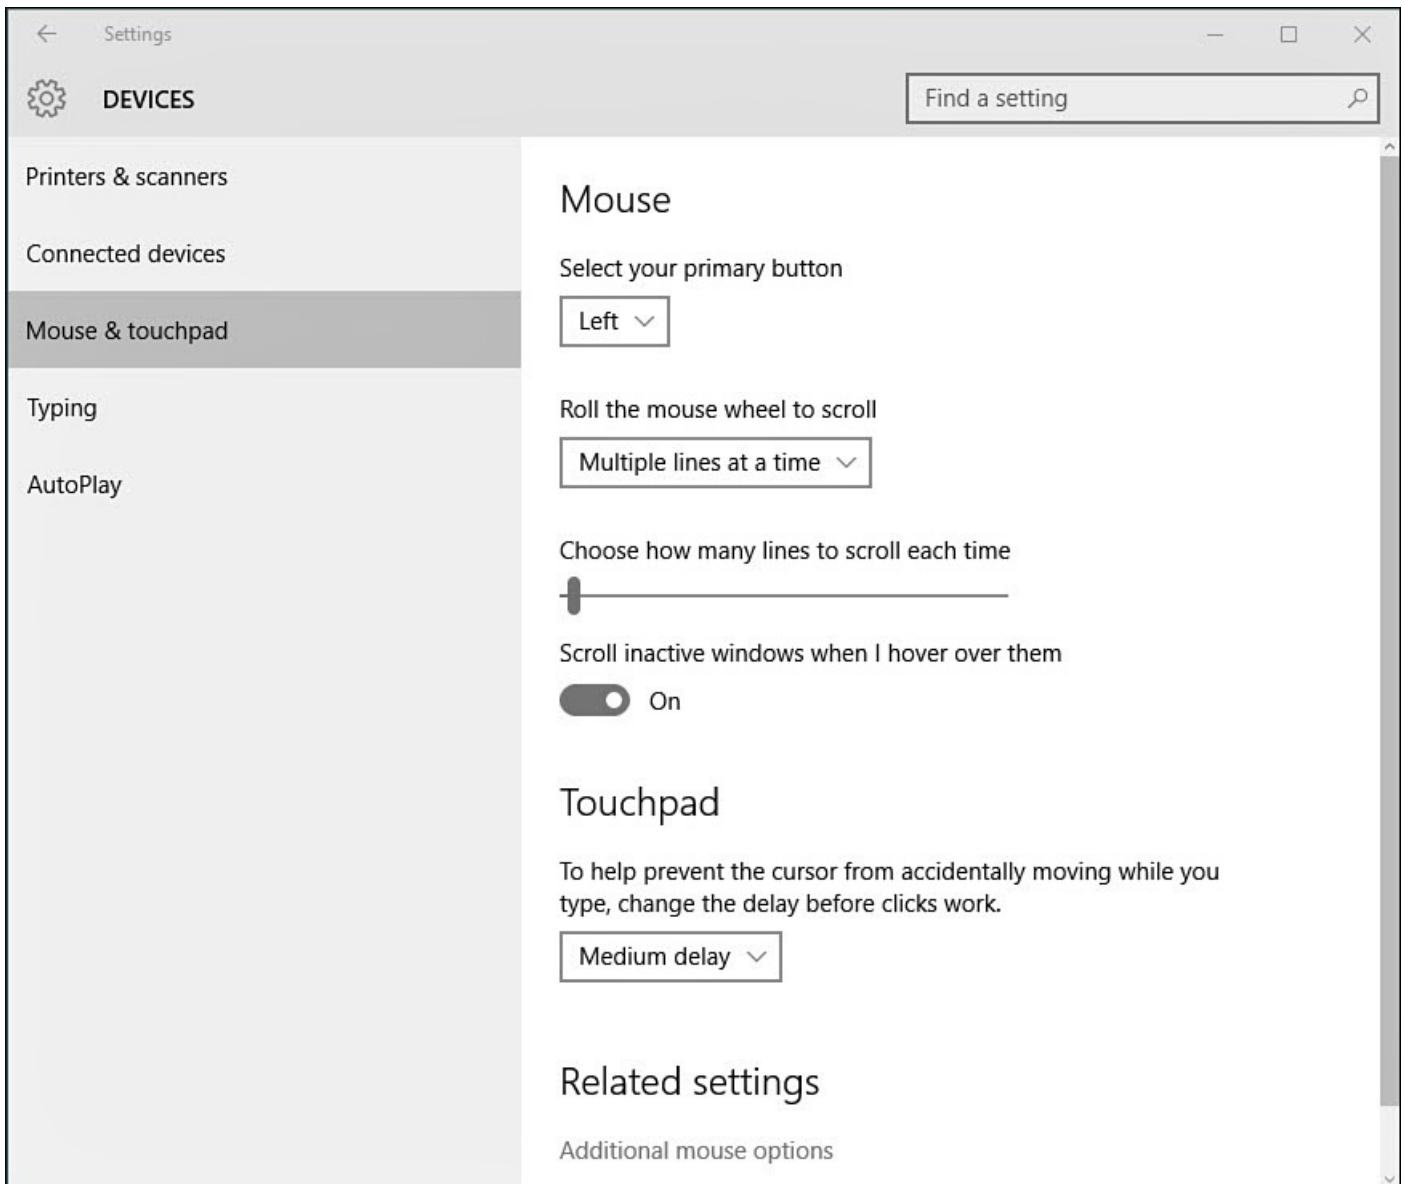 Settings
DEVICES
Find a setting
Printers & scanners
Connected devices
Mouse & touchpad
Typing
AutoPlay
Mouse
Select your primary button
Left
Roll the mouse wheel to scroll
Multiple lines at a time
Choose how many lines to scroll each time
Scroll inactive windows when I hover over them
On
Touchpad
To help prevent the cursor from accidentally moving while you
type, change the delay before clicks work.
Medium delay
Related settings
Additional mouse options